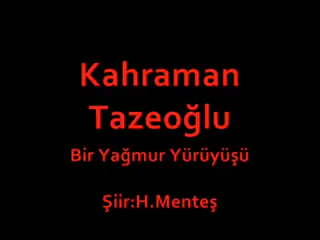 Kahraman
Tazeoğlu
Bir Yağmur Yürüyüşü
Şiir:H.Menteş